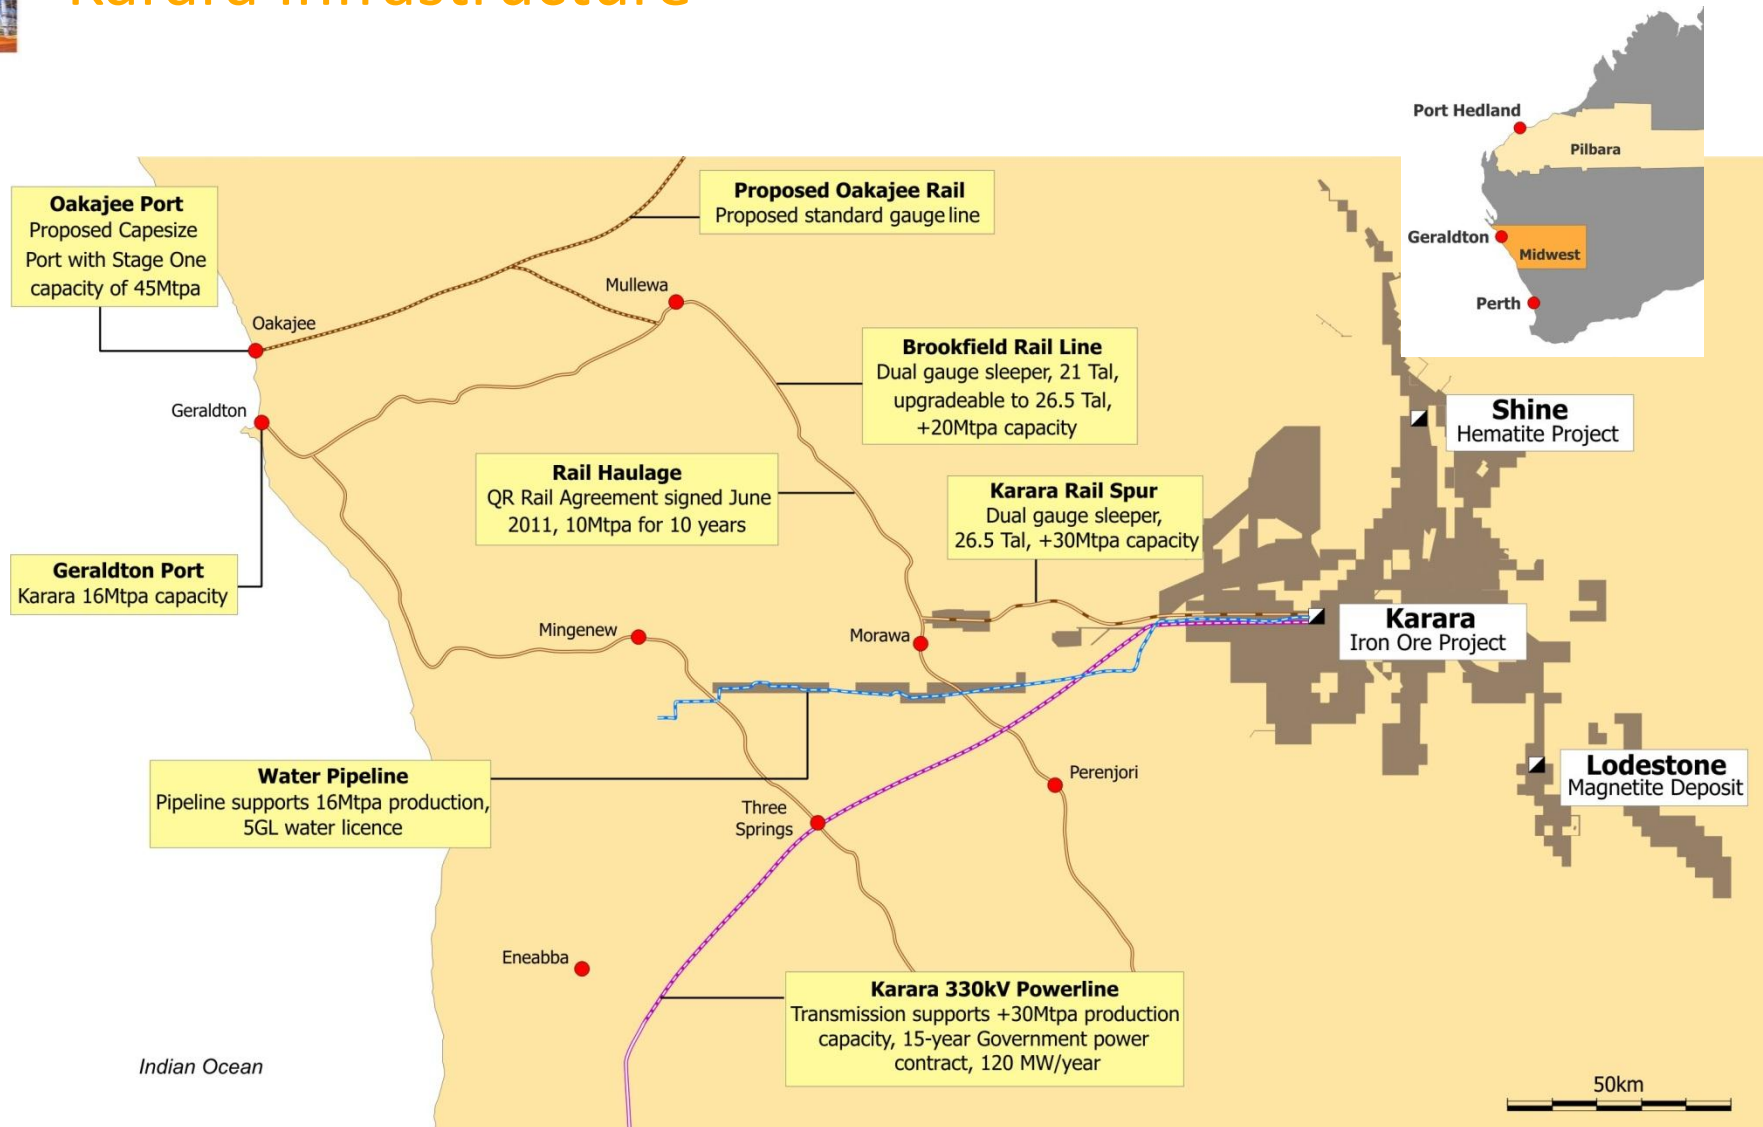 Karara Infrastructure
Port Hedland
Pilbara
Geraldton
Midwest
Perth
Oakajee Port
Proposed Capesize
Port with Stage One
capacity of 45Mtpa
Proposed Oakajee Rail
Proposed standard gauge line
Mullewa
Oakajee
Brookfield Rail Line
Dual gauge sleeper, 21 Tal,
upgradeable to 26.5 Tal,
+20Mtpa capacity
Geraldton
Shine
Hematite Project
Rail Haulage
QR Rail Agreement signed June
2011, 10Mtpa for 10 years
Karara Rail Spur
Dual gauge sleeper,
26.5 Tal, +30Mtpa capacity
Geraldton Port
Karara 16Mtpa capacity
Mingenew
Morawa
Karara
Iron Ore Project
Water Pipeline
Pipeline supports 16Mtpa production,
5GL water licence
Three
Springs
Perenjori
Lodestone
Magnetite Deposit
Eneabba
Karara 330kV Powerline
Transmission supports +30Mtpa production
capacity, 15-year Government power
contract, 120 MW/year
Indian Ocean
50km